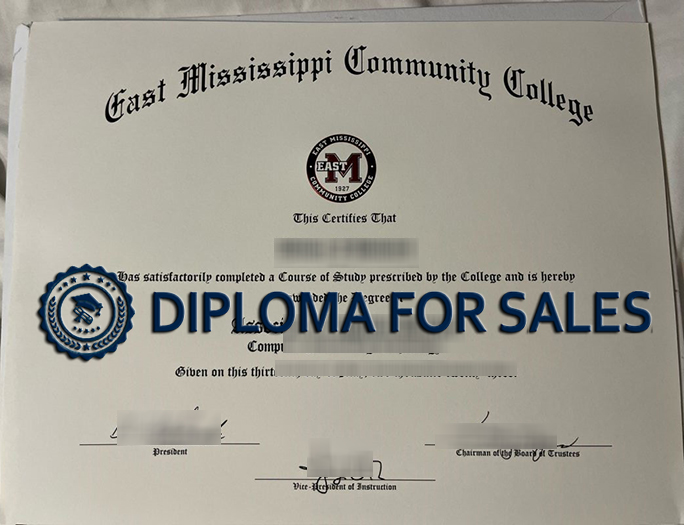 East Mississippi Community College
EAST MISSISSIPPI
EAST M
1927
COMMUNITY COLLEGE
This Certifies That
Has satisfactorily completed a Course of Study prescribed by the College and is hereby
the
DIPLOMA FOR SALES
Given on this
President
Chairman of the Board of Trustees
Vice-President of Instruction